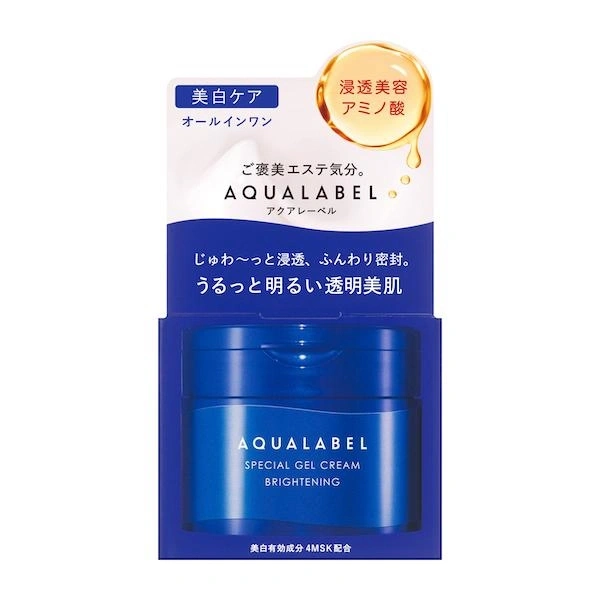 美白ケア
オールインワン
浸透美容
アミノ酸
ご褒美エステ気分。
AQUALABEL
アクアレーベル
じゅわ～っと浸透、ふんわり密封。
うるっと明るい透明美肌
AQUALABEL
SPECIAL GEL CREAM
BRIGHTENING
美白有効成分4MSK配合